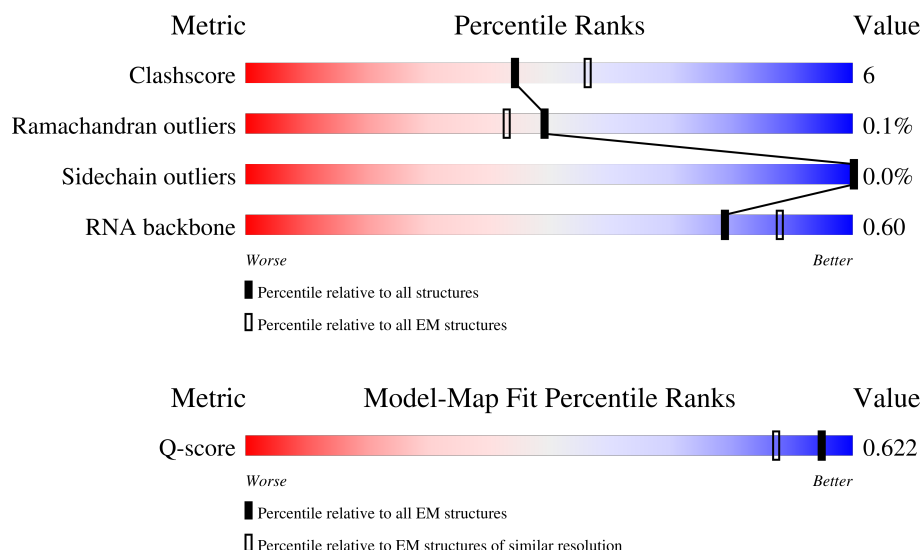 Metric Percentile Ranks Value
Clashscore 6
Ramachandran outliers 0.1%
Sidechain outliers 0.0%
RNA backbone 0.60
Worse Better
Percentile relative to all structures
Percentile relative to all EM structures
Metric Model-Map Fit Percentile Ranks Value
Q-score 0.622
Worse Better
Percentile relative to all EM structures
Percentile relative to EM structures of similar resolution